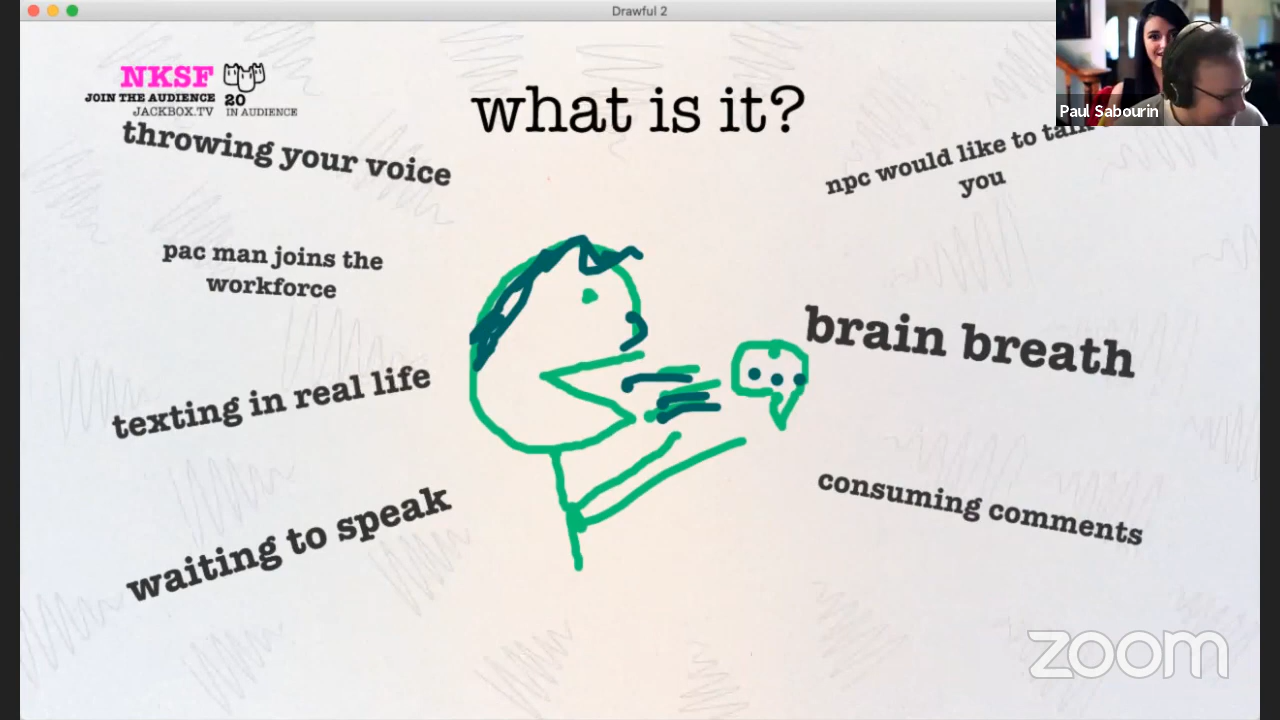 Drawful 2
NKSF
JOIN THE AUDIENCE
JACKBOX.TV
20
IN AUDIENCE
what is it?
Paul Sabourin
throwing your voice
npc would like to talk
you
pac man joins the
workforce
brain breath
texting in real life
consuming comments
waiting to speak
zoom